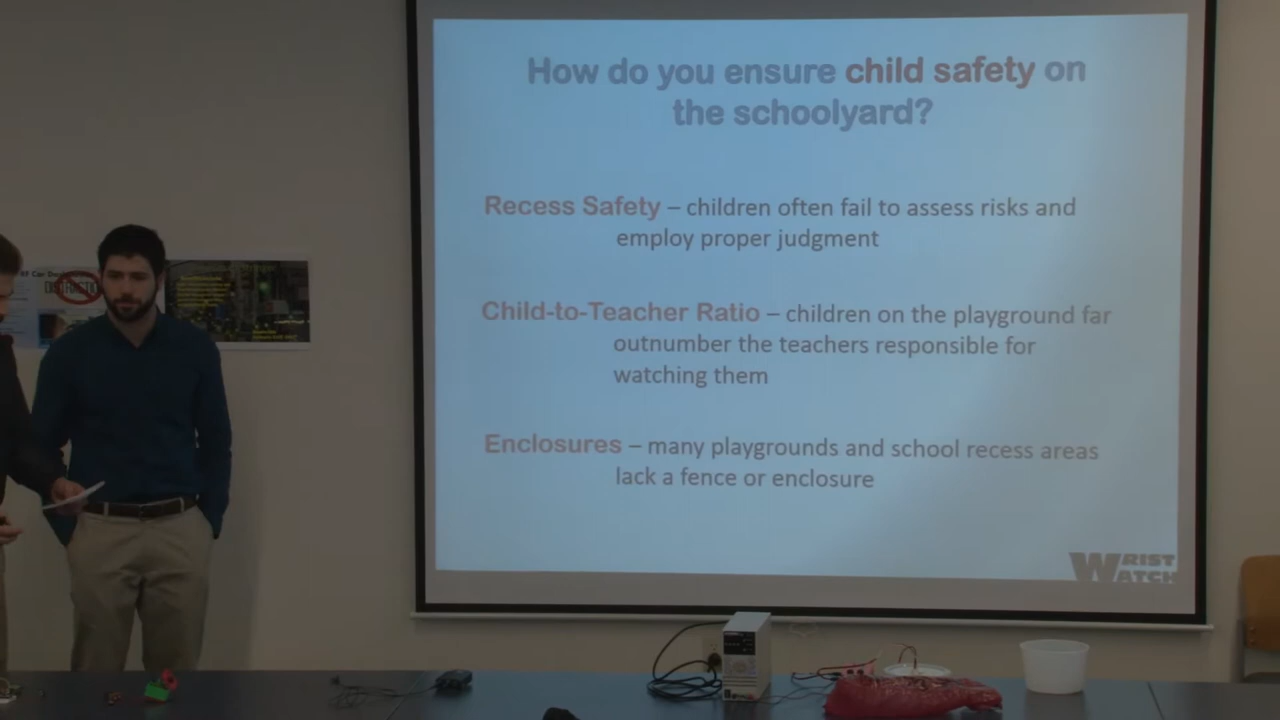 How do you ensure child safety on
the schoolyard?
Recess Safety – children often fail to assess risks and
employ proper judgment
Child-to-Teacher Ratio – children on the playground far
outnumber the teachers responsible for
watching them
Enclosures – many playgrounds and school recess areas
lack a fence or enclosure
WRIST
WATCH